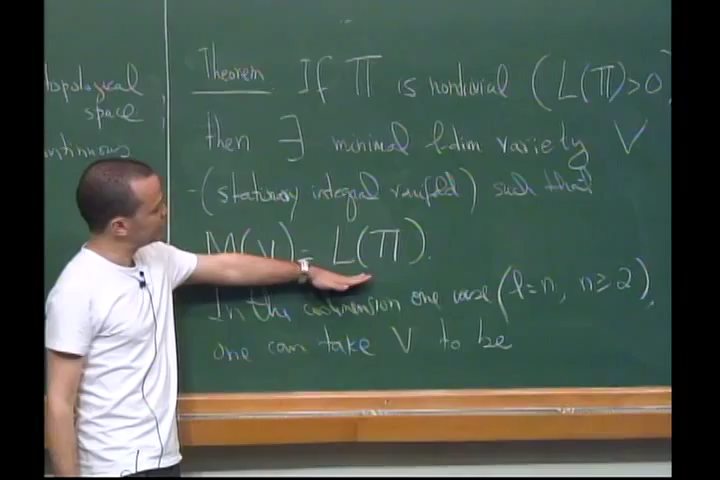 topological
space
continuous
Theorem If Π is nontrivial (L(Π)>0)
then ∃ minimal l-dim variety V
-(stationary integral varifold) such that
M(V) = L(Π).
In the codimension one case (l=n, n≥2),
one can take V to be